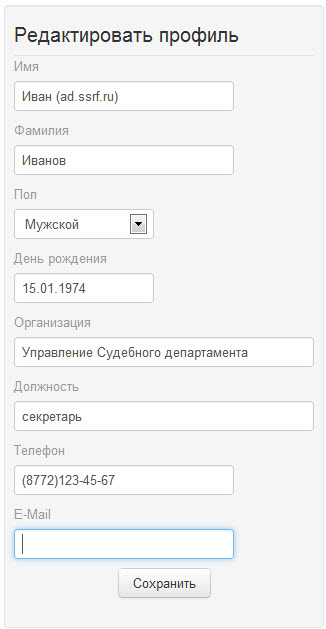 Редактировать профиль
Имя
Иван (ad.ssrf.ru)
Фамилия
Иванов
Пол
Мужской
День рождения
15.01.1974
Организация
Управление Судебного департамента
Должность
секретарь
Телефон
(8772)123-45-67
E-Mail
Сохранить